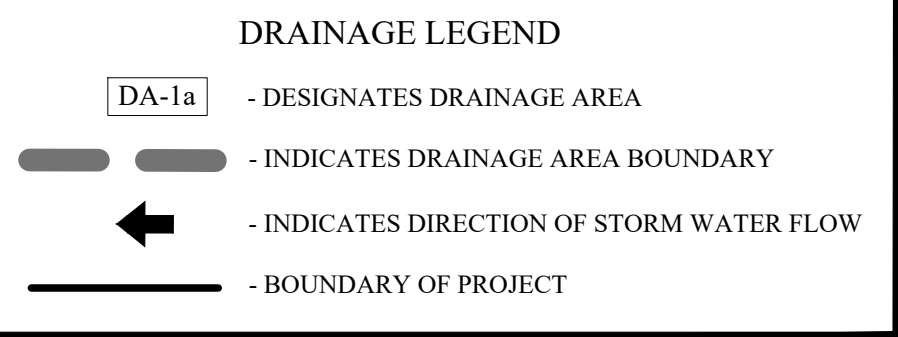 DRAINAGE LEGEND
DA-1a - DESIGNATES DRAINAGE AREA
- INDICATES DRAINAGE AREA BOUNDARY
- INDICATES DIRECTION OF STORM WATER FLOW
- BOUNDARY OF PROJECT